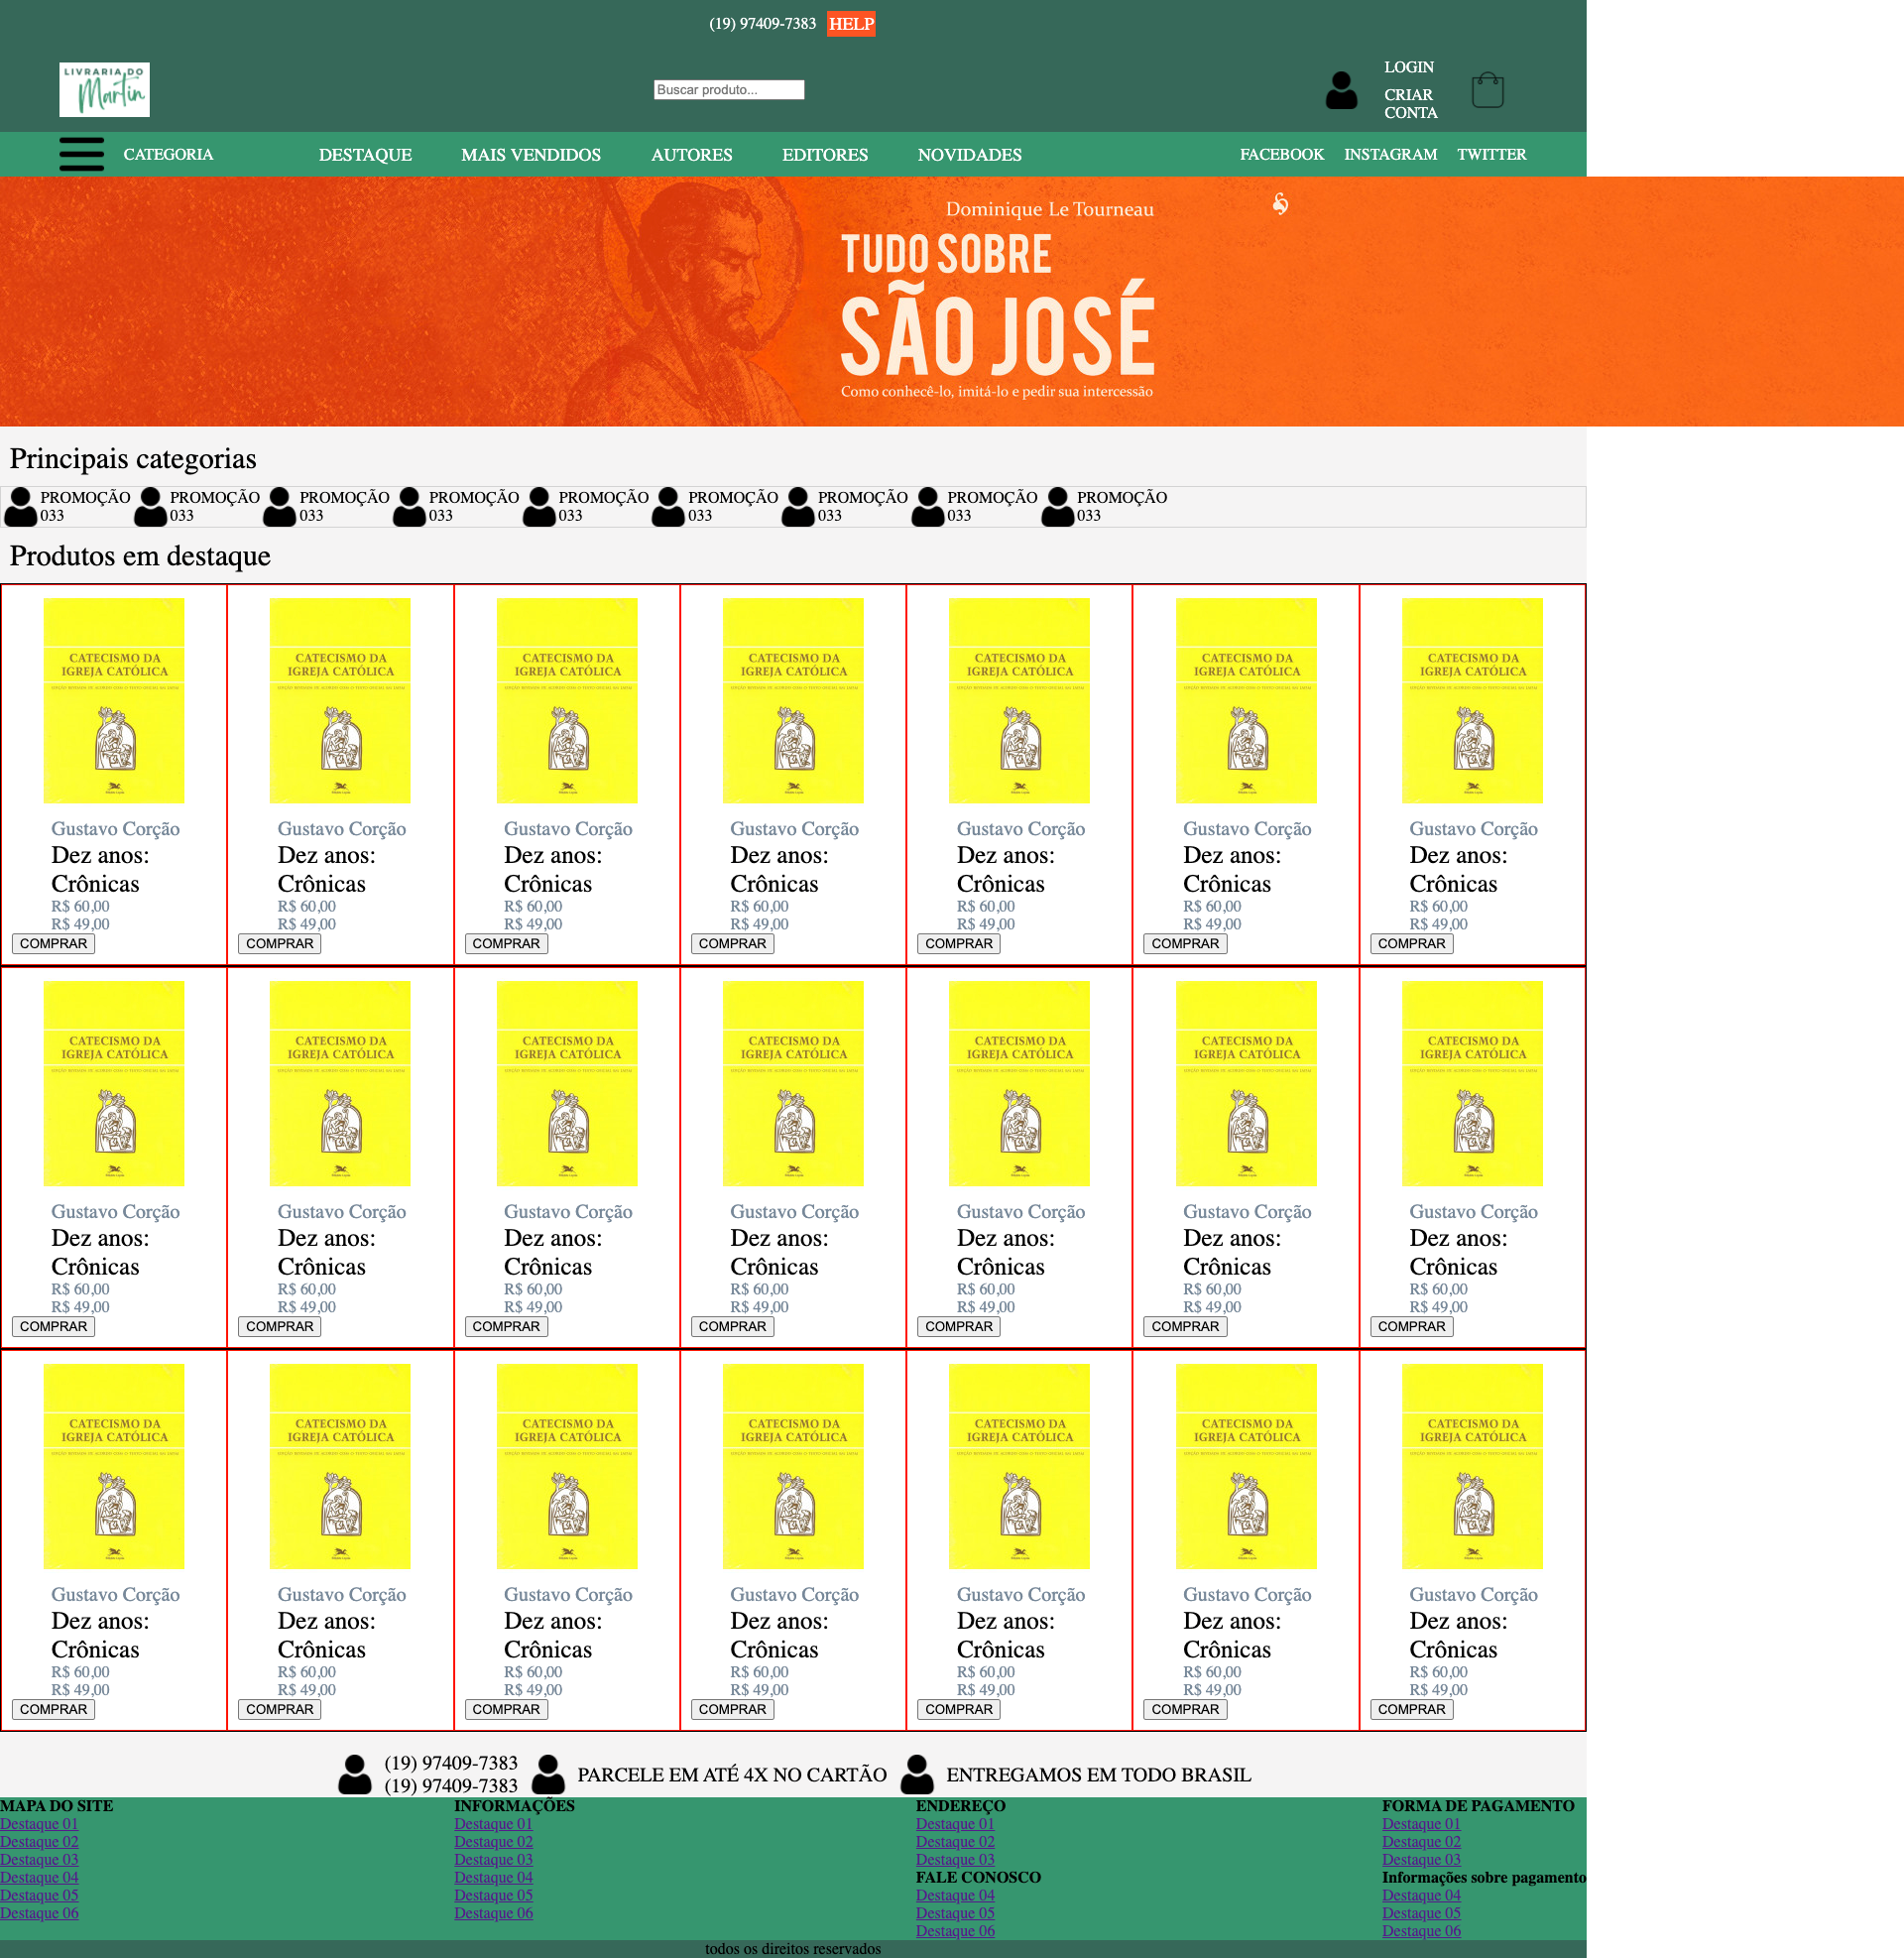 (19) 97409-7383 HELP
LIVRARIA DO
Martin
Buscar produto...
LOGIN
CRIAR
CONTA
CATEGORIA DESTAQUE MAIS VENDIDOS AUTORES EDITORES NOVIDADES FACEBOOK INSTAGRAM TWITTER
Dominique Le Tourneau
TUDO SOBRE
SÃO JOSÉ
Como conhecê-lo, imitá-lo e pedir sua intercessão
Principais categorias
PROMOÇÃO PROMOÇÃO PROMOÇÃO PROMOÇÃO PROMOÇÃO PROMOÇÃO PROMOÇÃO PROMOÇÃO PROMOÇÃO
033 033 033 033 033 033 033 033 033
Produtos em destaque
CATECISMO DA CATECISMO DA CATECISMO DA CATECISMO DA CATECISMO DA CATECISMO DA CATECISMO DA
IGREJA CATÓLICA IGREJA CATÓLICA IGREJA CATÓLICA IGREJA CATÓLICA IGREJA CATÓLICA IGREJA CATÓLICA IGREJA CATÓLICA
Gustavo Corção Gustavo Corção Gustavo Corção Gustavo Corção Gustavo Corção Gustavo Corção Gustavo Corção
Dez anos: Dez anos: Dez anos: Dez anos: Dez anos: Dez anos: Dez anos:
Crônicas Crônicas Crônicas Crônicas Crônicas Crônicas Crônicas
R$ 60,00 R$ 60,00 R$ 60,00 R$ 60,00 R$ 60,00 R$ 60,00 R$ 60,00
R$ 49,00 R$ 49,00 R$ 49,00 R$ 49,00 R$ 49,00 R$ 49,00 R$ 49,00
COMPRAR COMPRAR COMPRAR COMPRAR COMPRAR COMPRAR COMPRAR
CATECISMO DA CATECISMO DA CATECISMO DA CATECISMO DA CATECISMO DA CATECISMO DA CATECISMO DA
IGREJA CATÓLICA IGREJA CATÓLICA IGREJA CATÓLICA IGREJA CATÓLICA IGREJA CATÓLICA IGREJA CATÓLICA IGREJA CATÓLICA
Gustavo Corção Gustavo Corção Gustavo Corção Gustavo Corção Gustavo Corção Gustavo Corção Gustavo Corção
Dez anos: Dez anos: Dez anos: Dez anos: Dez anos: Dez anos: Dez anos:
Crônicas Crônicas Crônicas Crônicas Crônicas Crônicas Crônicas
R$ 60,00 R$ 60,00 R$ 60,00 R$ 60,00 R$ 60,00 R$ 60,00 R$ 60,00
R$ 49,00 R$ 49,00 R$ 49,00 R$ 49,00 R$ 49,00 R$ 49,00 R$ 49,00
COMPRAR COMPRAR COMPRAR COMPRAR COMPRAR COMPRAR COMPRAR
CATECISMO DA CATECISMO DA CATECISMO DA CATECISMO DA CATECISMO DA CATECISMO DA CATECISMO DA
IGREJA CATÓLICA IGREJA CATÓLICA IGREJA CATÓLICA IGREJA CATÓLICA IGREJA CATÓLICA IGREJA CATÓLICA IGREJA CATÓLICA
Gustavo Corção Gustavo Corção Gustavo Corção Gustavo Corção Gustavo Corção Gustavo Corção Gustavo Corção
Dez anos: Dez anos: Dez anos: Dez anos: Dez anos: Dez anos: Dez anos:
Crônicas Crônicas Crônicas Crônicas Crônicas Crônicas Crônicas
R$ 60,00 R$ 60,00 R$ 60,00 R$ 60,00 R$ 60,00 R$ 60,00 R$ 60,00
R$ 49,00 R$ 49,00 R$ 49,00 R$ 49,00 R$ 49,00 R$ 49,00 R$ 49,00
COMPRAR COMPRAR COMPRAR COMPRAR COMPRAR COMPRAR COMPRAR
(19) 97409-7383
(19) 97409-7383
PARCELE EM ATÉ 4X NO CARTÃO
ENTREGAMOS EM TODO BRASIL
MAPA DO SITE
Destaque 01
Destaque 02
Destaque 03
Destaque 04
Destaque 05
Destaque 06
INFORMAÇÕES
Destaque 01
Destaque 02
Destaque 03
Destaque 04
Destaque 05
Destaque 06
ENDEREÇO
Destaque 01
Destaque 02
Destaque 03
FALE CONOSCO
Destaque 04
Destaque 05
Destaque 06
FORMA DE PAGAMENTO
Destaque 01
Destaque 02
Destaque 03
Informações sobre pagamento
Destaque 04
Destaque 05
Destaque 06
todos os direitos reservados